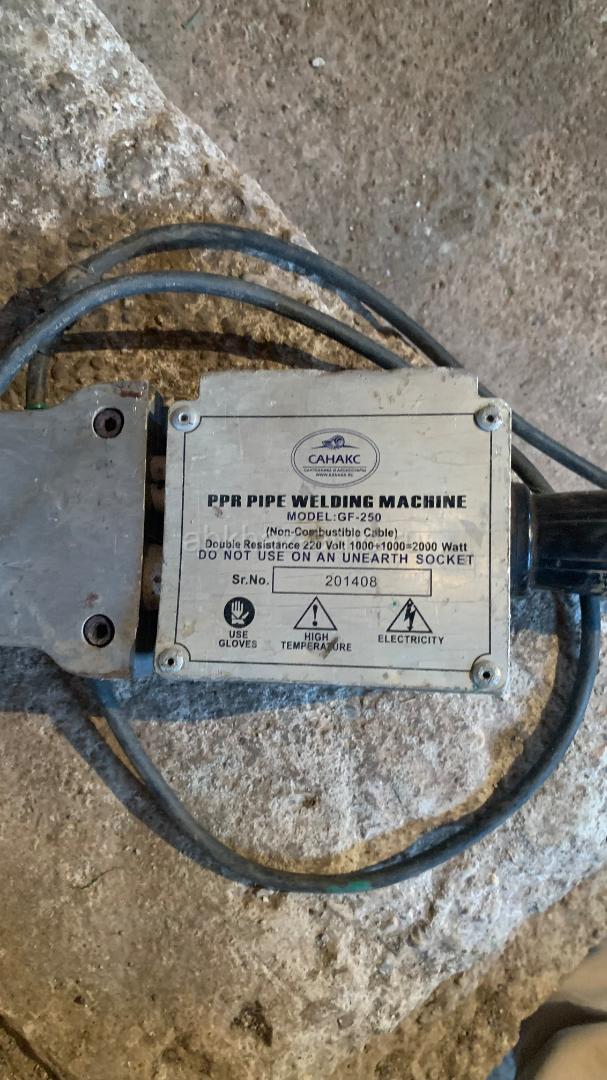 САНАКС
PPR PIPE WELDING MACHINE
MODEL:GF-250
(Non-Combustible Cable)
Double Resistance 220 Volt 1000+1000=2000 Watt
DO NOT USE ON AN UNEARTH SOCKET
Sr.No. 201408
USE GLOVES
HIGH TEMPERATURE
ELECTRICITY